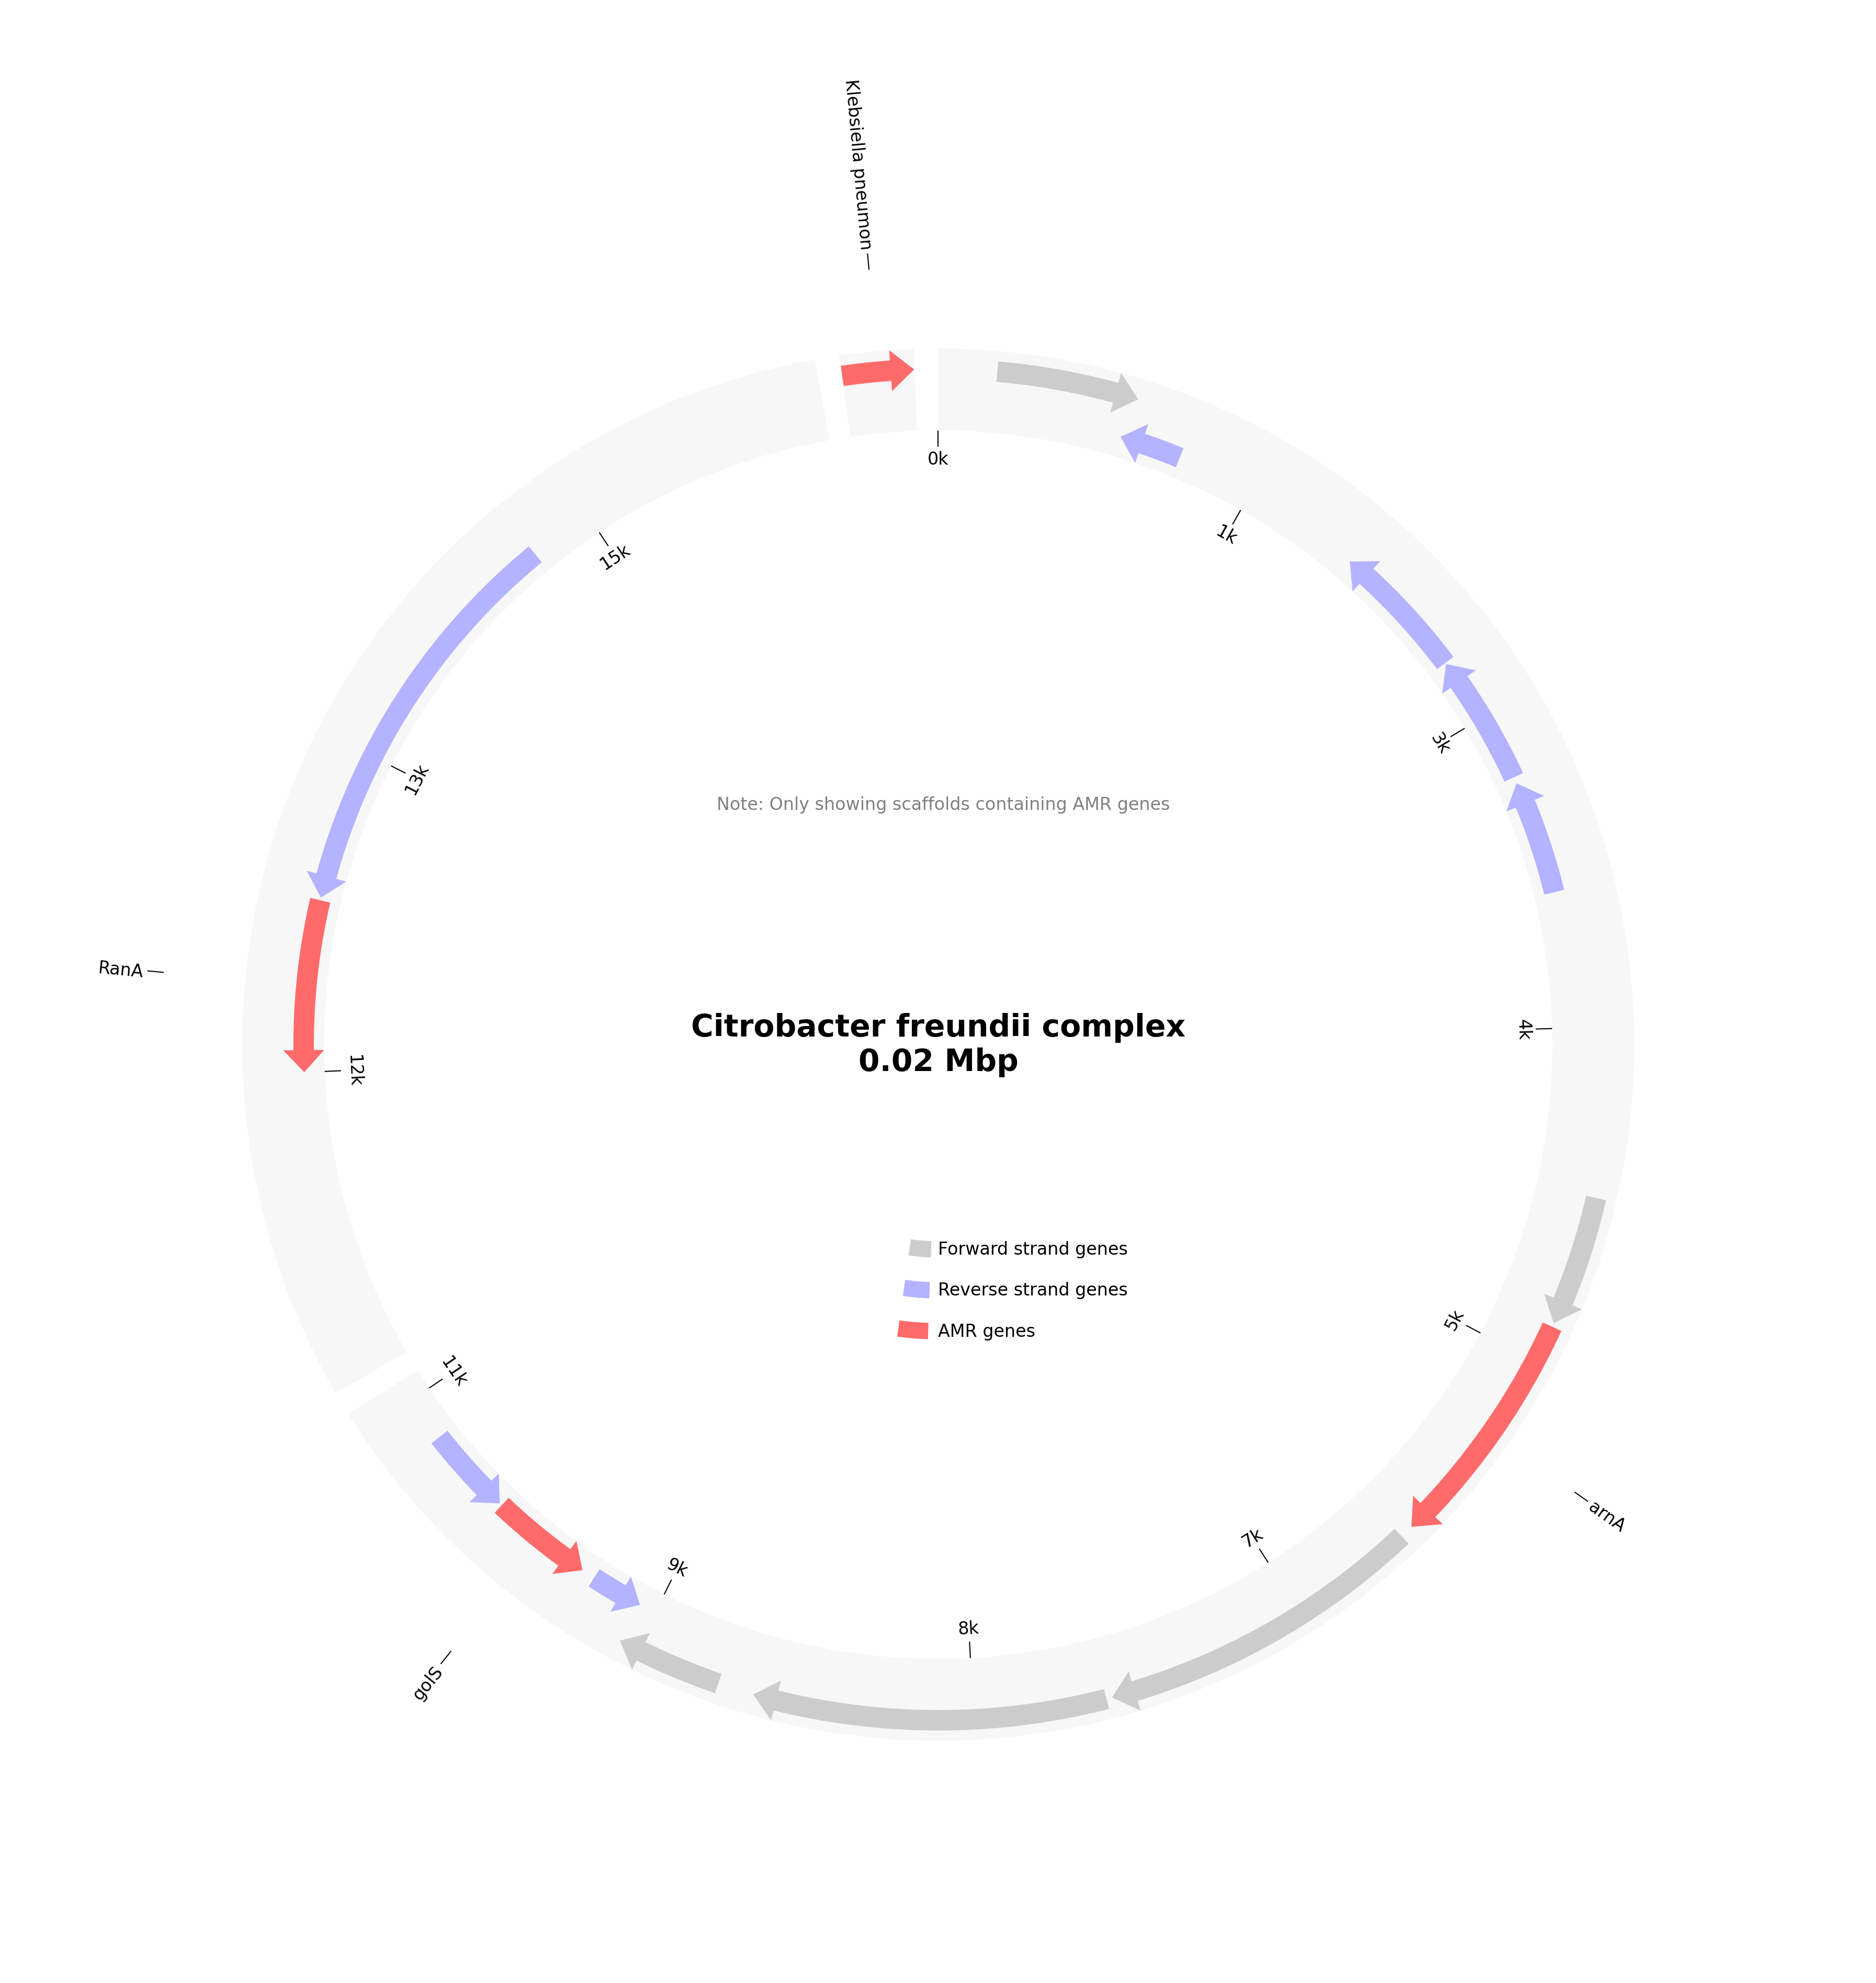 Klebsiella pneumon
0k
1k
3k
4k
5k
7k
8k
9k
11k
12k
13k
15k
RanA
arnA
golS
Note: Only showing scaffolds containing AMR genes
Citrobacter freundii complex
0.02 Mbp
Forward strand genes
Reverse strand genes
AMR genes